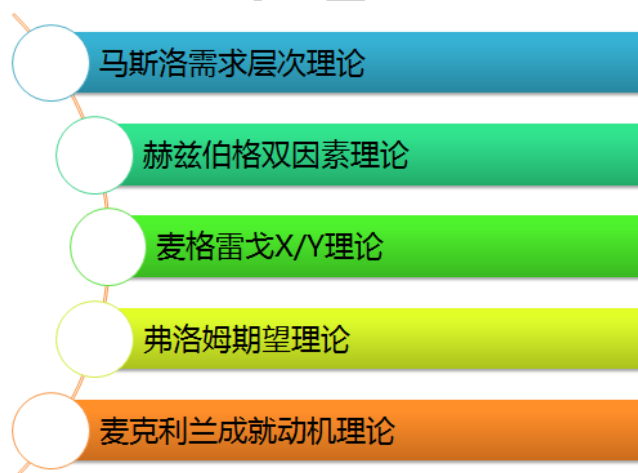 马斯洛需求层次理论
赫兹伯格双因素理论
麦格雷戈X/Y理论
弗洛姆期望理论
麦克利兰成就动机理论